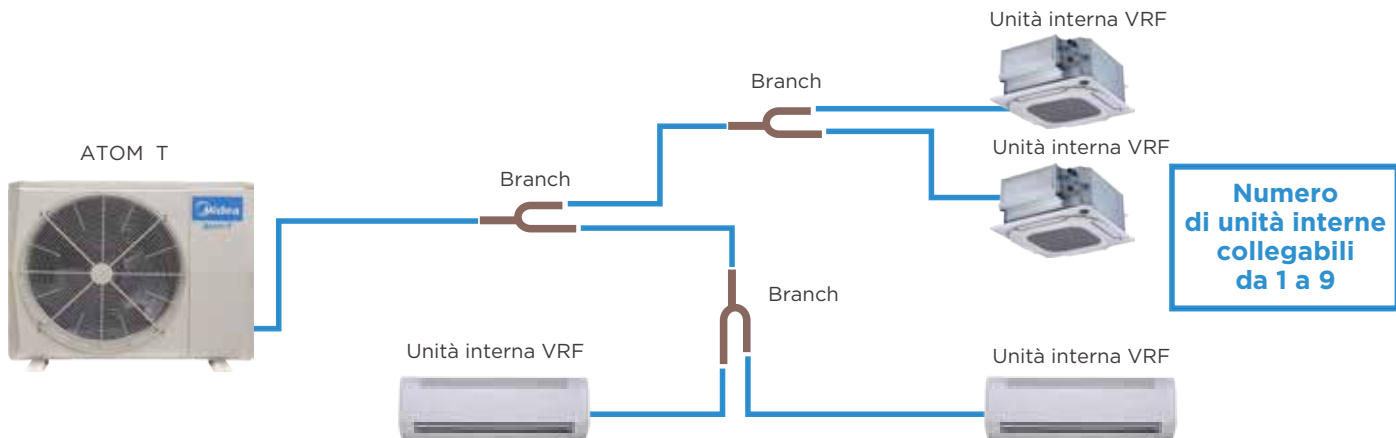 Unità interna VRF
Branch
Unità interna VRF
ATOM T
Branch
Midea
Numero
di unità interne
collegabili
da 1 a 9
Branch
Unità interna VRF
Unità interna VRF